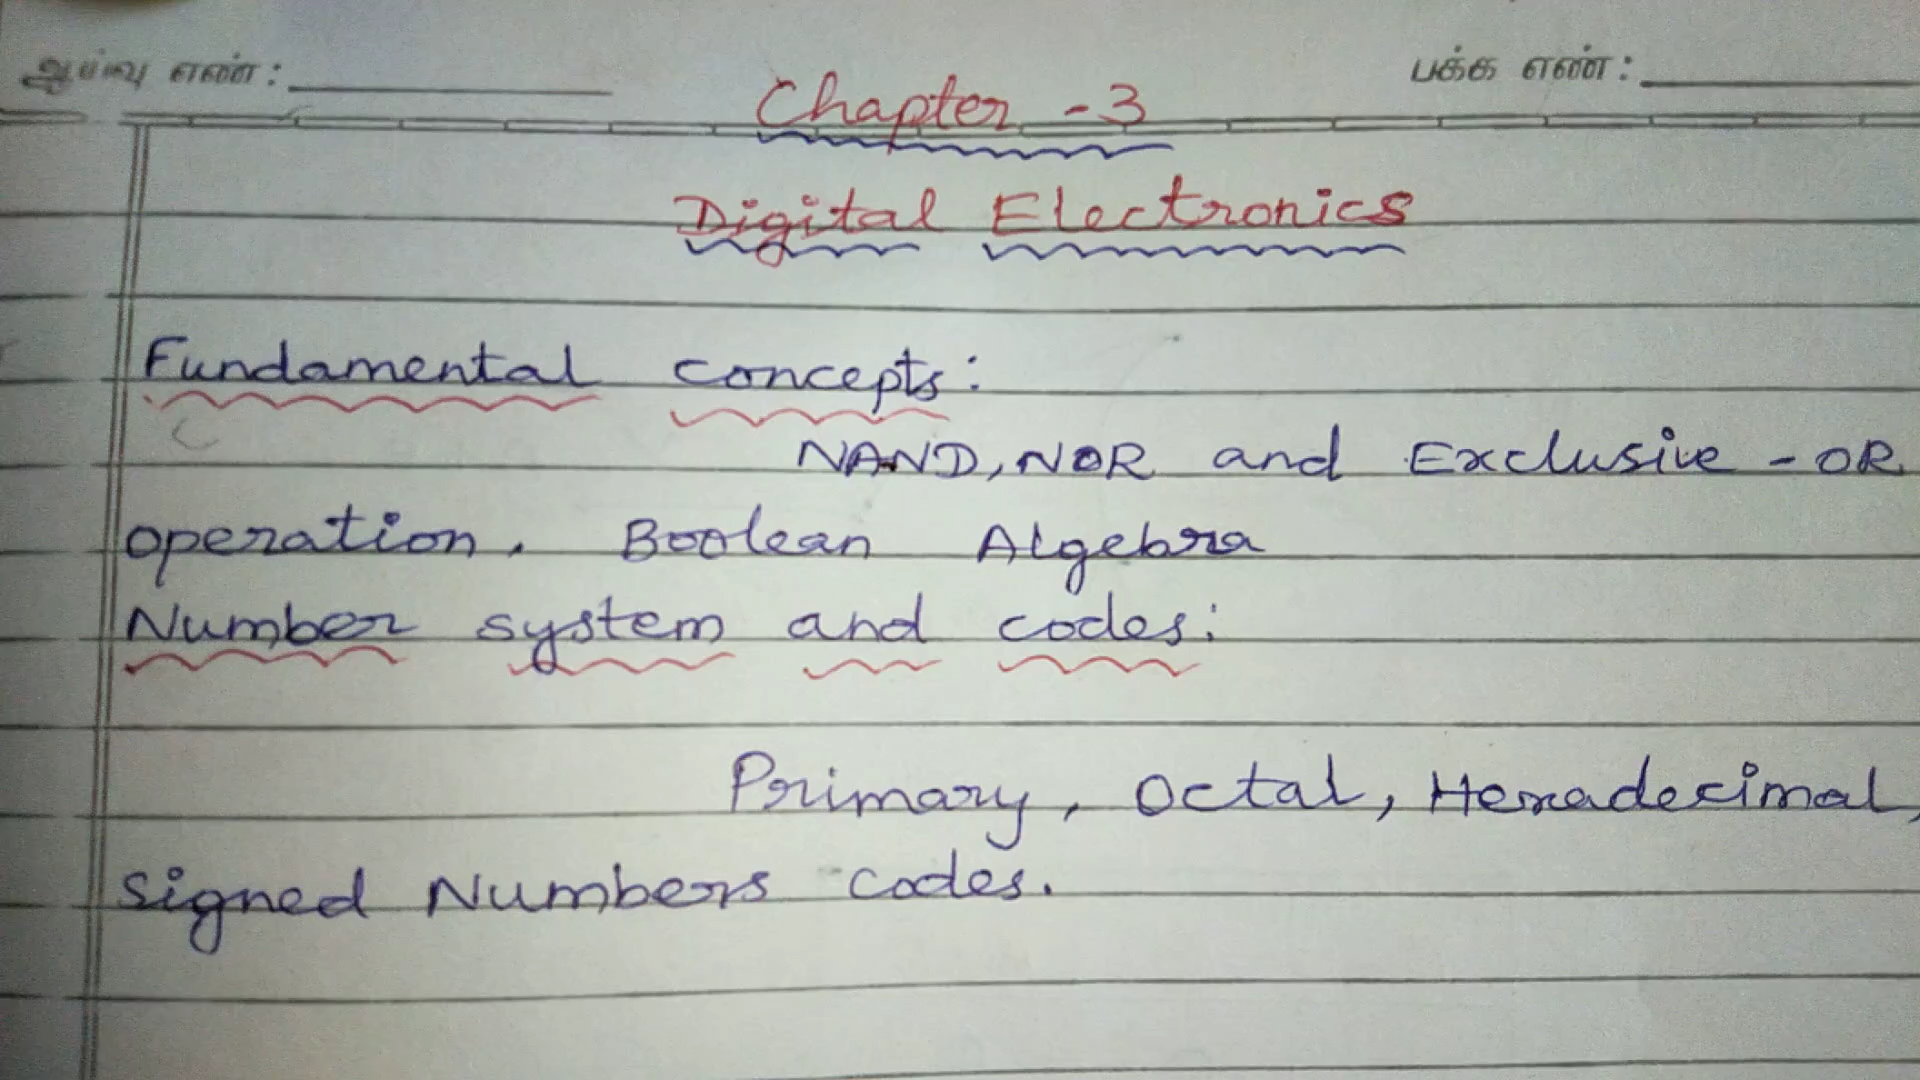 ஆய்வு எண்: பக்க எண்:
Chapter -3
Digital Electronics
Fundamental concepts:
NAND, NOR and Exclusive - OR
operation. Boolean Algebra
Number system and codes:
Primary, Octal, Hexadecimal,
Signed Numbers codes.